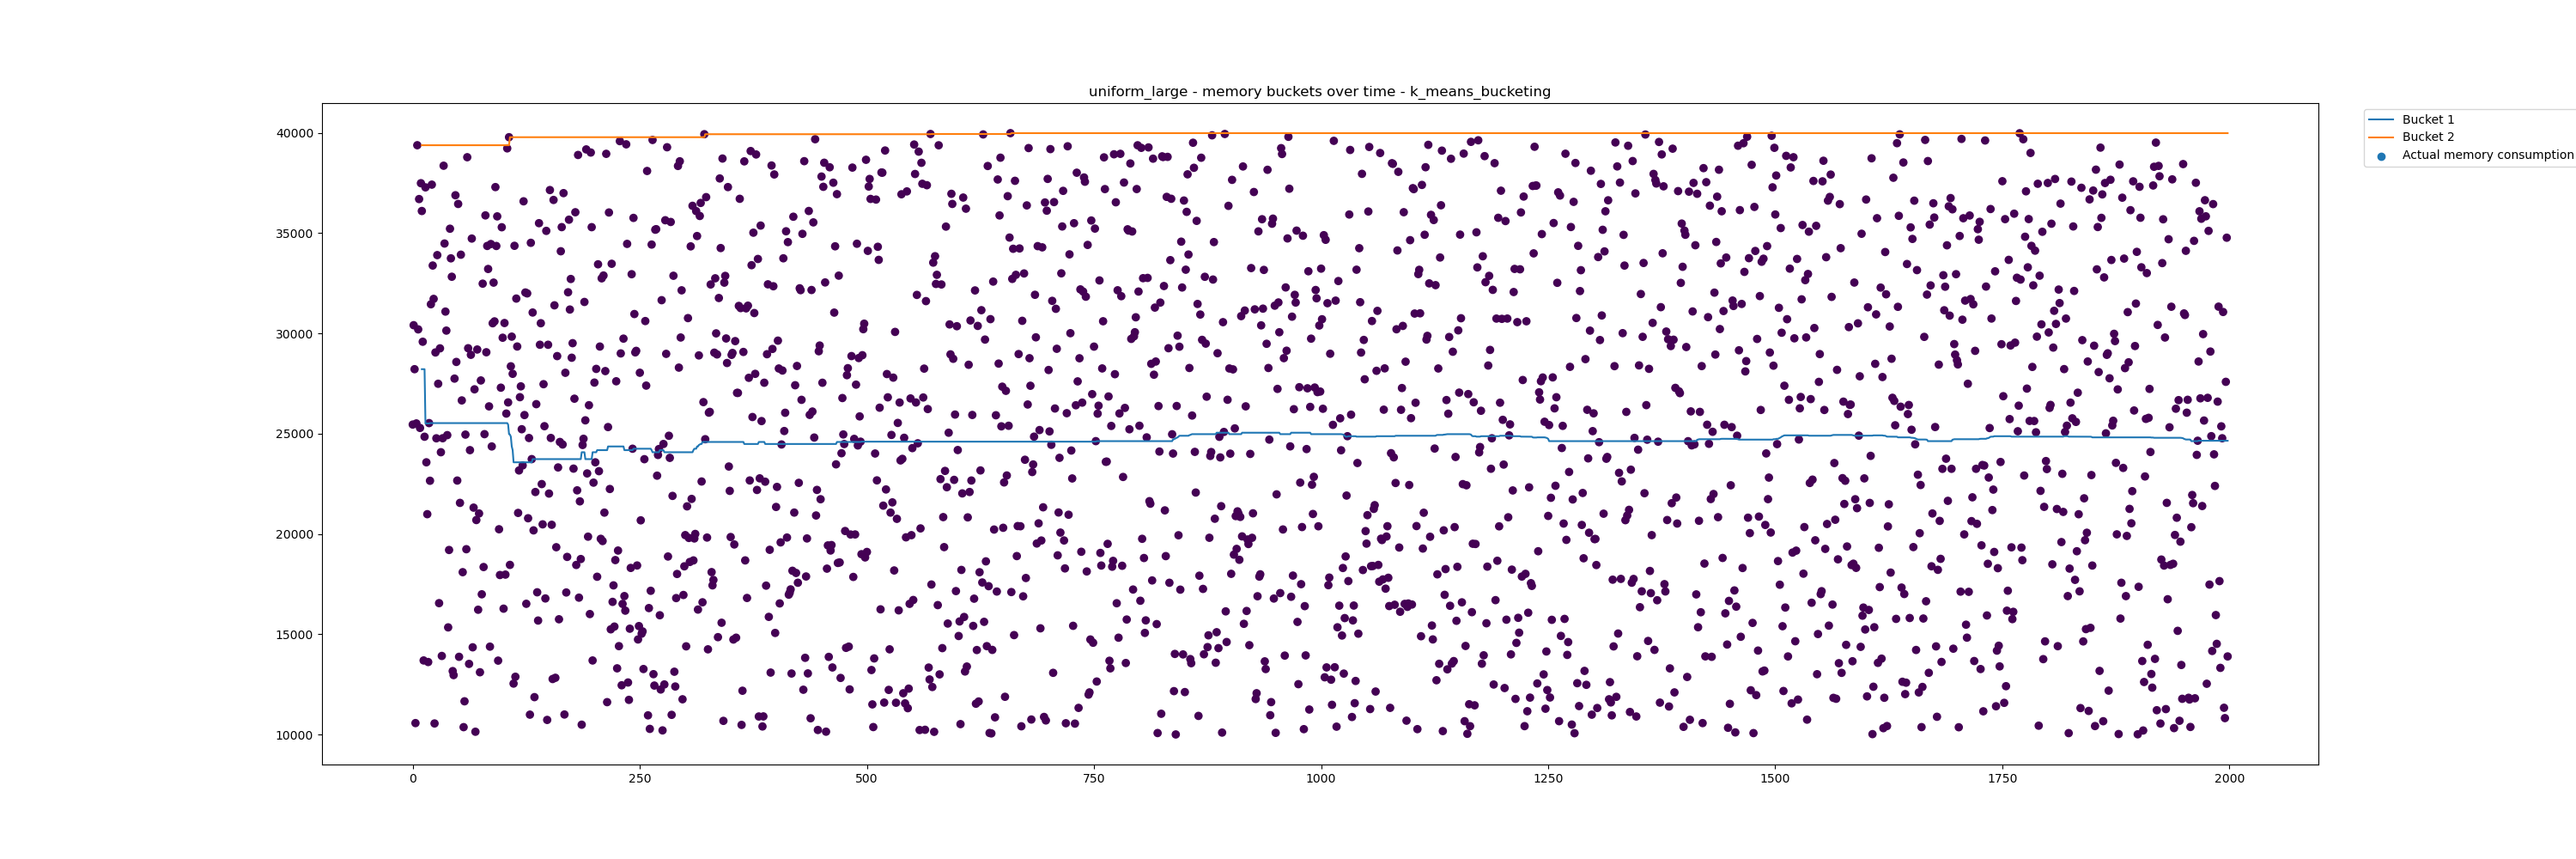 uniform_large - memory buckets over time - k_means_bucketing
40000
35000
30000
25000
20000
15000
10000
0 250 500 750 1000 1250 1500 1750 2000
Bucket 1
Bucket 2
Actual memory consumption